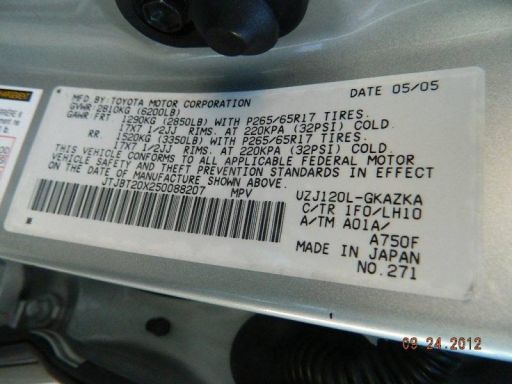 MFD.BY:TOYOTA MOTOR CORPORATION DATE 05/05
GVWR 2810KG (6200LB)
GAWR FRT 1290KG (2850LB) WITH P265/65R17 TIRES.
17X7 1/2JJ RIMS. AT 220KPA (32PSI) COLD.
RR. 1520KG (3350LB) WITH P265/65R17 TIRES.
17X7 1/2JJ RIMS. AT 220KPA (32PSI) COLD.
THIS VEHICLE CONFORMS TO ALL APPLICABLE FEDERAL MOTOR
VEHICLE SAFETY AND THEFT PREVENTION STANDARDS IN EFFECT
ON THE DATE OF MANUFACTURE SHOWN ABOVE.
JTJBT20X250088207 MPV
UZJ120L-GKAZKA
C/TR 1F0/LH10
A/TM A01A/
A750F
MADE IN JAPAN
NO.271
09 24 2012